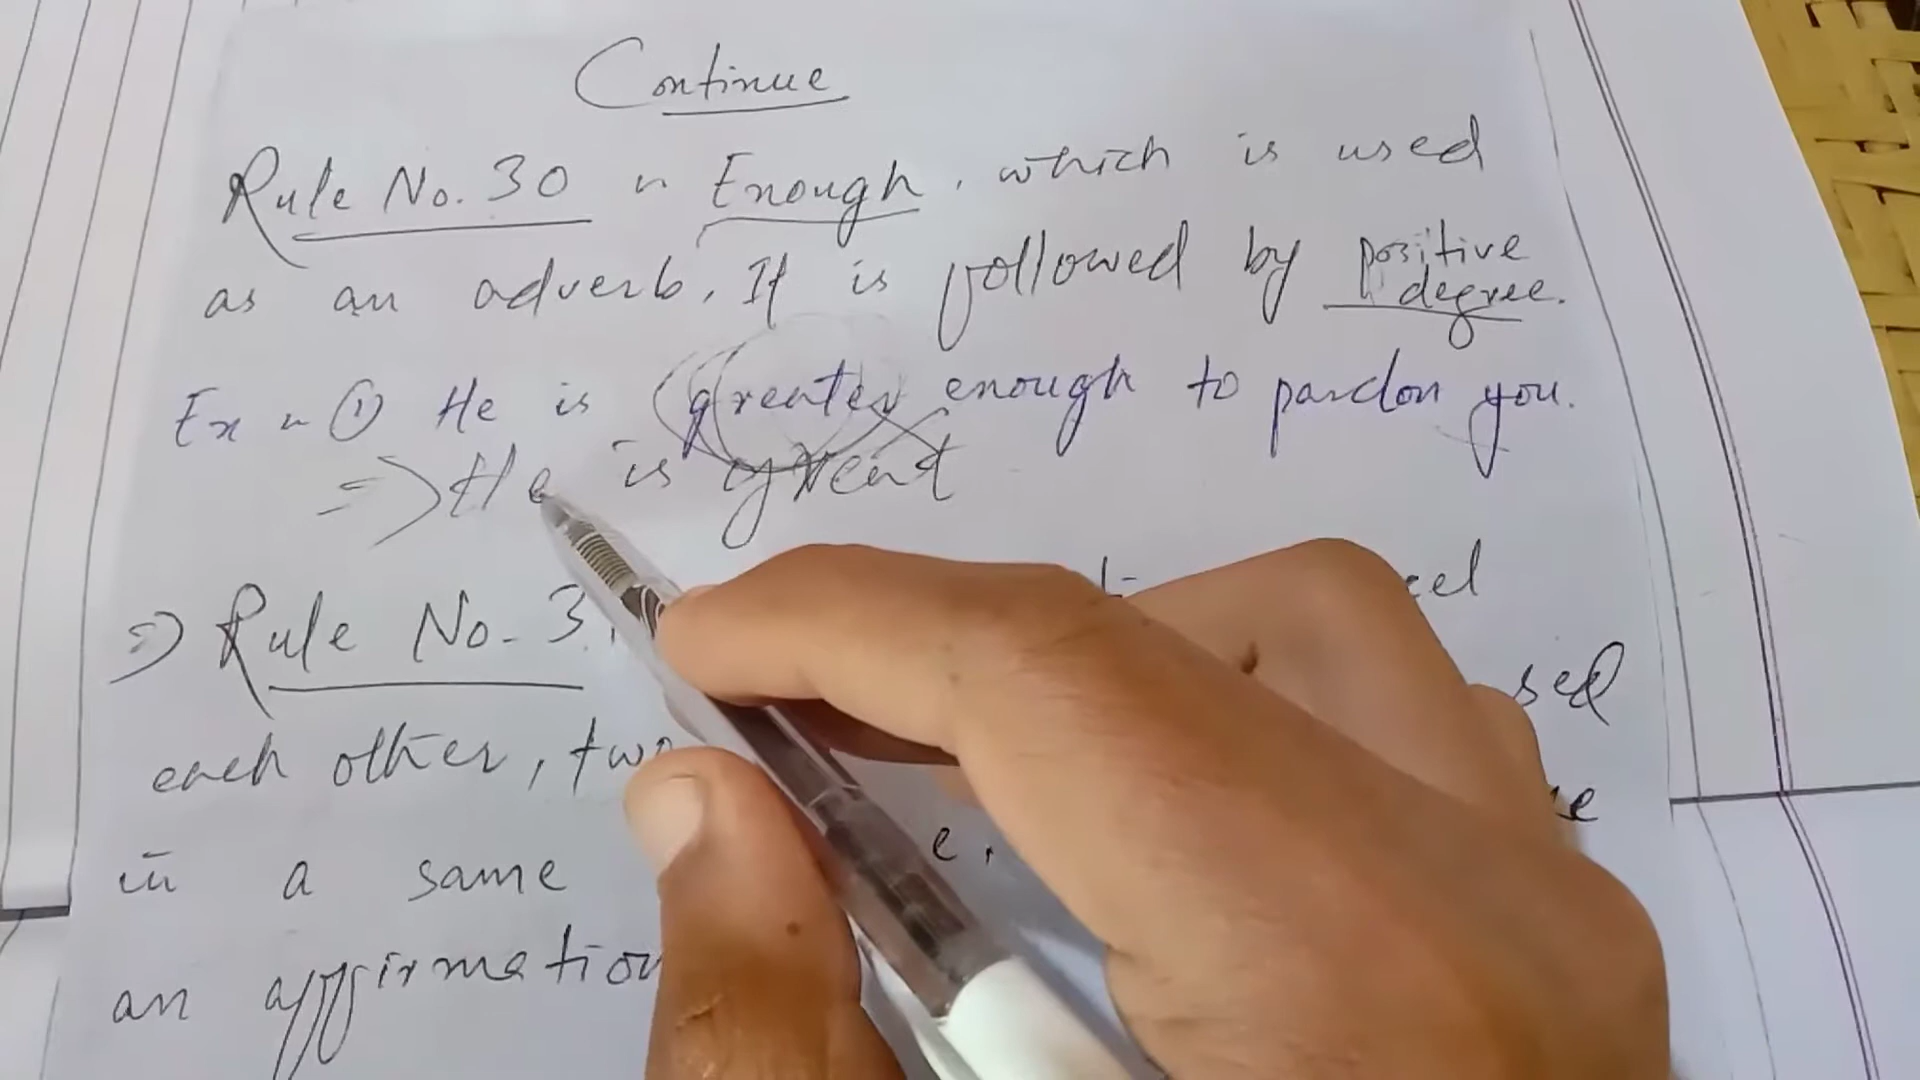 Continue
Rule No. 30 ~ Enough, which is used
as an adverb, It is followed by positive degree.
Ex ~ ① He is greater enough to pardon you.
=> He is great
=> Rule No. 3
each other, two
in a same e.
an affirmation